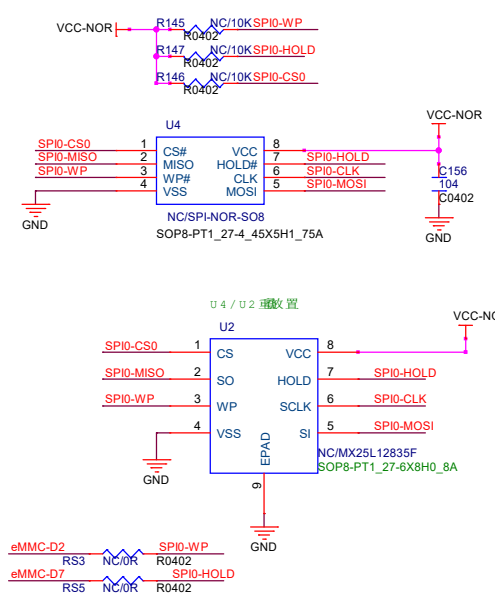 R145 NC/10K SPI0-WP
VCC-NOR
R0402
R147 NC/10K SPI0-HOLD
R0402
R146 NC/10K SPI0-CS0
R0402
VCC-NOR
U4
SPI0-CS0 1 CS# VCC 8
SPI0-MISO 2 MISO HOLD# 7 SPI0-HOLD
SPI0-WP 3 WP# CLK 6 SPI0-CLK
4 VSS MOSI 5 SPI0-MOSI
C156
104
C0402
GND
GND
NC/SPI-NOR-SO8
SOP8-PT1_27-4_45X5H1_75A
U4/U2
置
VCC-NO
U2
SPI0-CS0 1 CS VCC 8
SPI0-MISO 2 SO HOLD 7 SPI0-HOLD
SPI0-WP 3 WP SCLK 6 SPI0-CLK
4 VSS SI 5 SPI0-MOSI
EPAD
9
NC/MX25L12835F
SOP8-PT1_27-6X8H0_8A
GND
GND
eMMC-D2 SPI0-WP
RS3 NC/0R R0402
eMMC-D7 SPI0-HOLD
RS5 NC/0R R0402